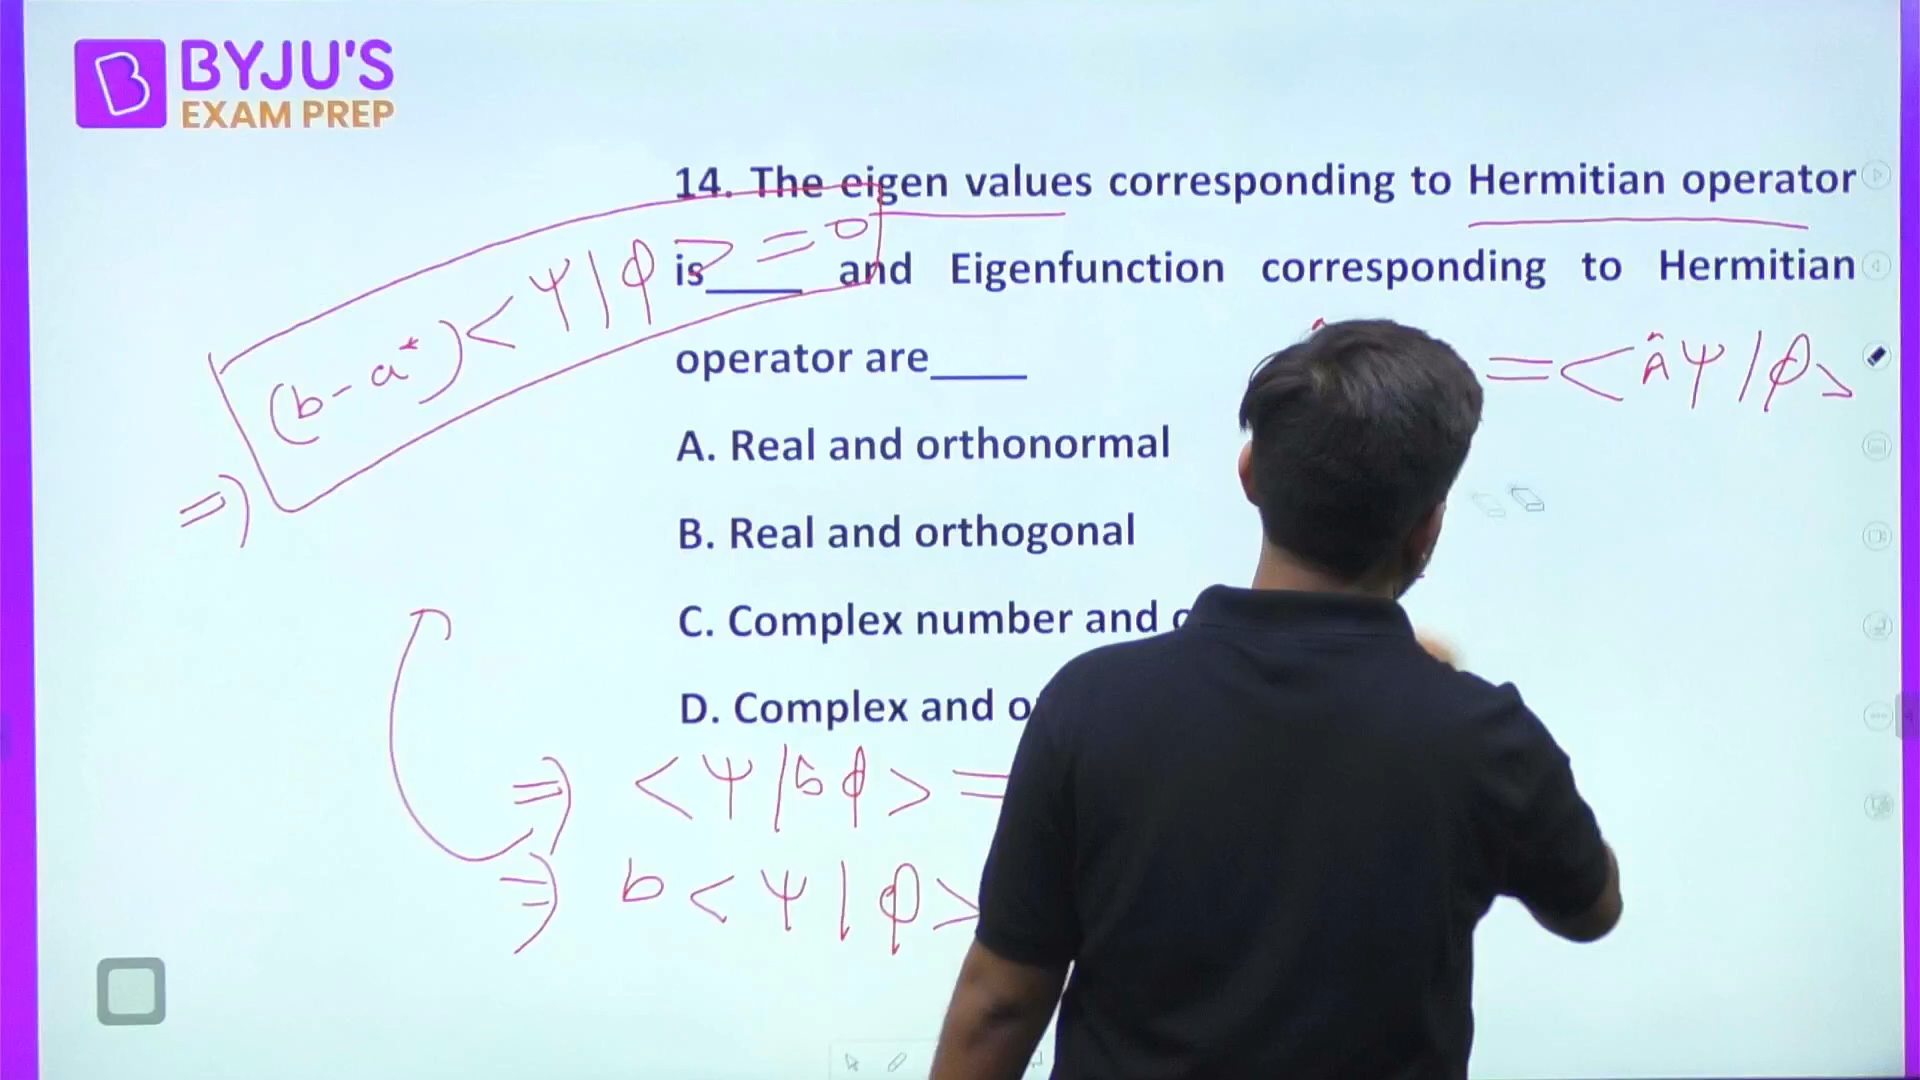 BYJU'S
EXAM PREP
14. The eigen values corresponding to Hermitian operator
is____ and Eigenfunction corresponding to Hermitian
operator are____
A. Real and orthonormal
B. Real and orthogonal
C. Complex number and
D. Complex and
(b-a*)<Ψ|φ>=0
=<ÂΨ|φ>
⇒
⇒ <Ψ|bφ>=
⇒ b<Ψ|φ>